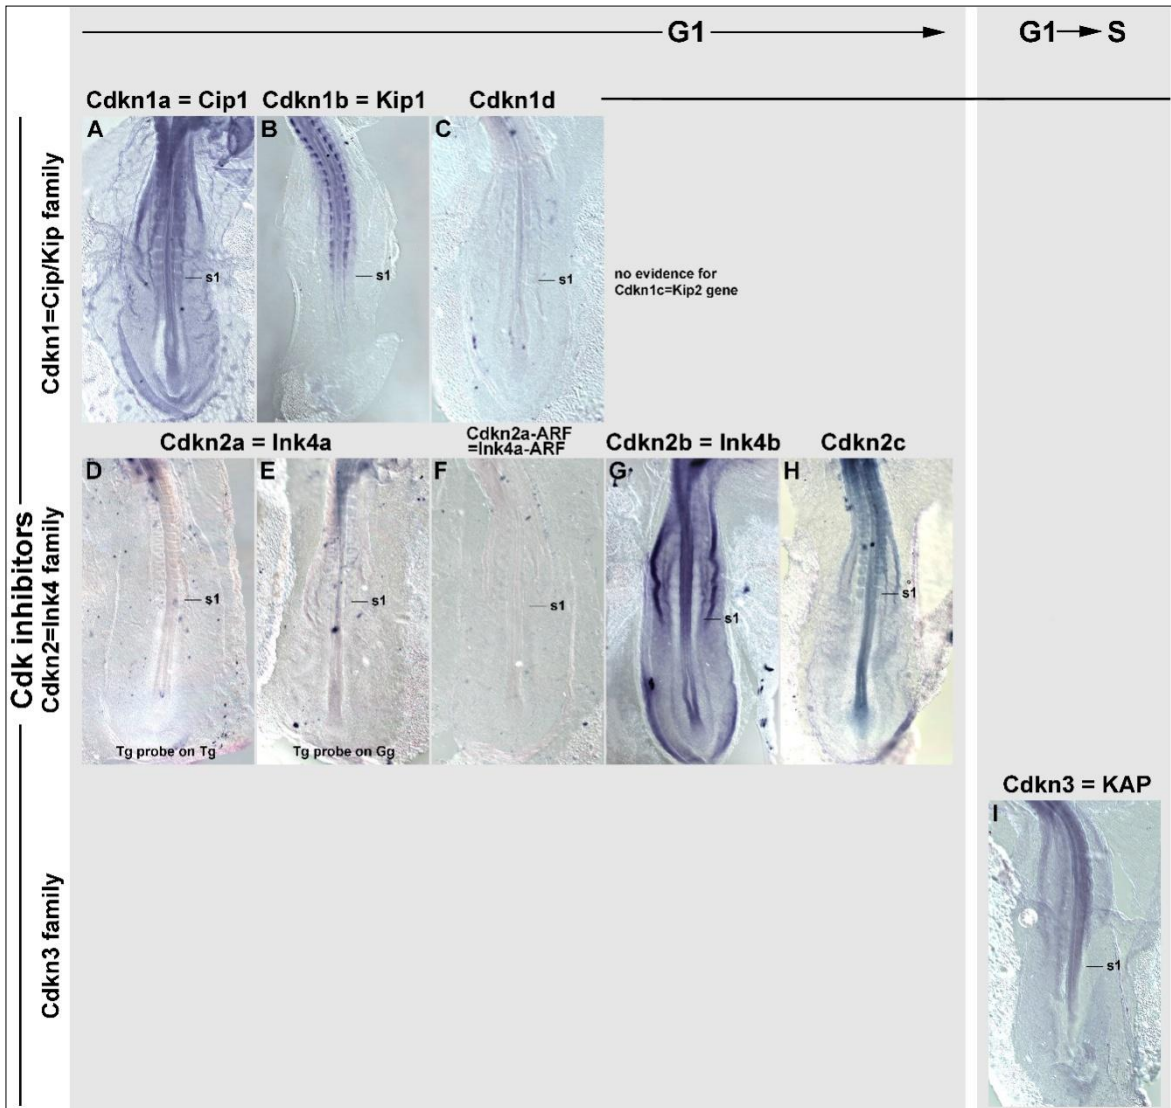 G1
G1 S
Cdkn1a = Cip1 Cdkn1b = Kip1 Cdkn1d
A B C
s1 s1 s1
no evidence for
Cdkn1c=Kip2 gene
Cdkn1=Cip/Kip family
Cdkn2a = Ink4a
Cdkn2a-ARF
=Ink4a-ARF
Cdkn2b = Ink4b Cdkn2c
D E F G H
s1 s1 s1 s1 s1
Tg probe on Tg Tg probe on Gg
Cdk inhibitors
Cdkn2=Ink4 family
Cdkn3 = KAP
I
s1
Cdkn3 family